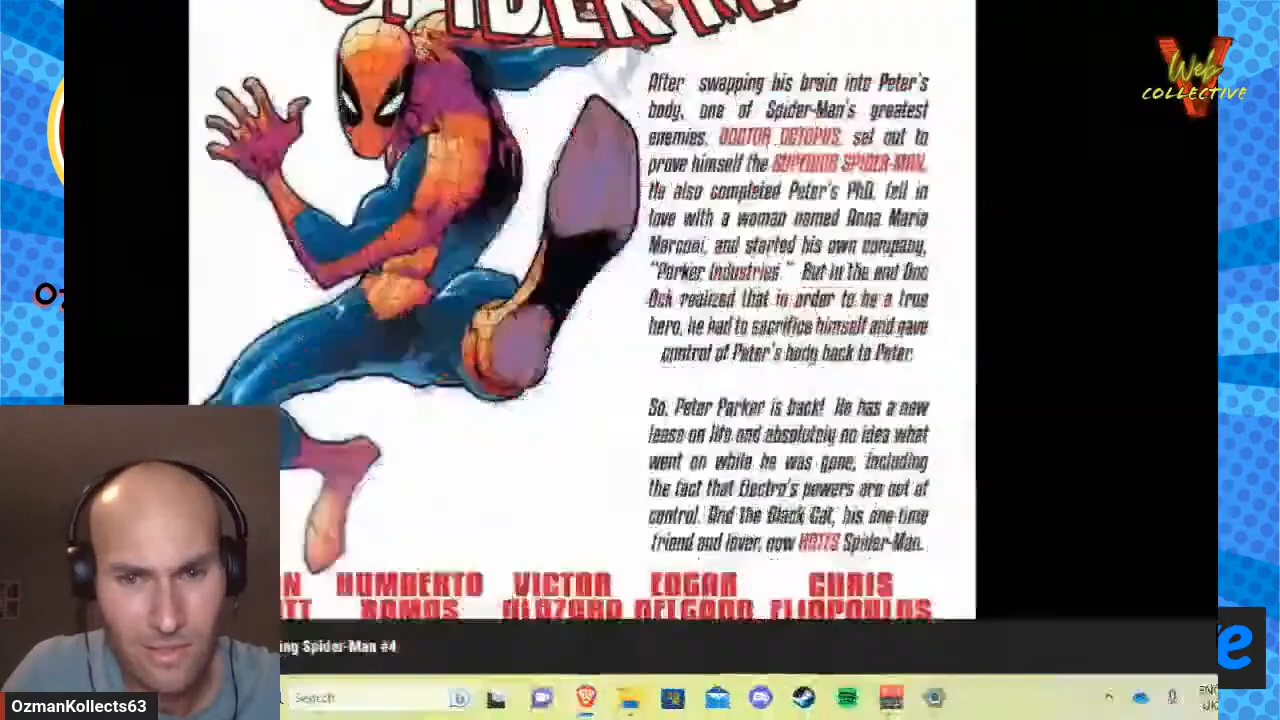 SPIDER-MAN
Web
COLLECTIVE
After swapping his brain into Peter's
body, one of Spider-Man's greatest
enemies, DOCTOR OCTOPUS, set out to
prove himself the SUPERIOR SPIDER-MAN.
He also completed Peter's PhD, fell in
love with a woman named Anna Maria
Marconi, and started his own company,
"Parker Industries." But in the end Doc
Ock realized that in order to be a true
hero, he had to sacrifice himself and gave
control of Peter's body back to Peter.
So, Peter Parker is back! He has a new
lease on life and absolutely no idea what
went on while he was gone, including
the fact that Electro's powers are out of
control. And the Black Cat, his one-time
friend and lover, now HATES Spider-Man.
N HUMBERTO VICTOR EDGAR CHRIS
TT RAMOS OLAZABA DELGADO ELIOPOULOS
ing Spider-Man #4
Search
ENG
UK
OzmanKollects63
e